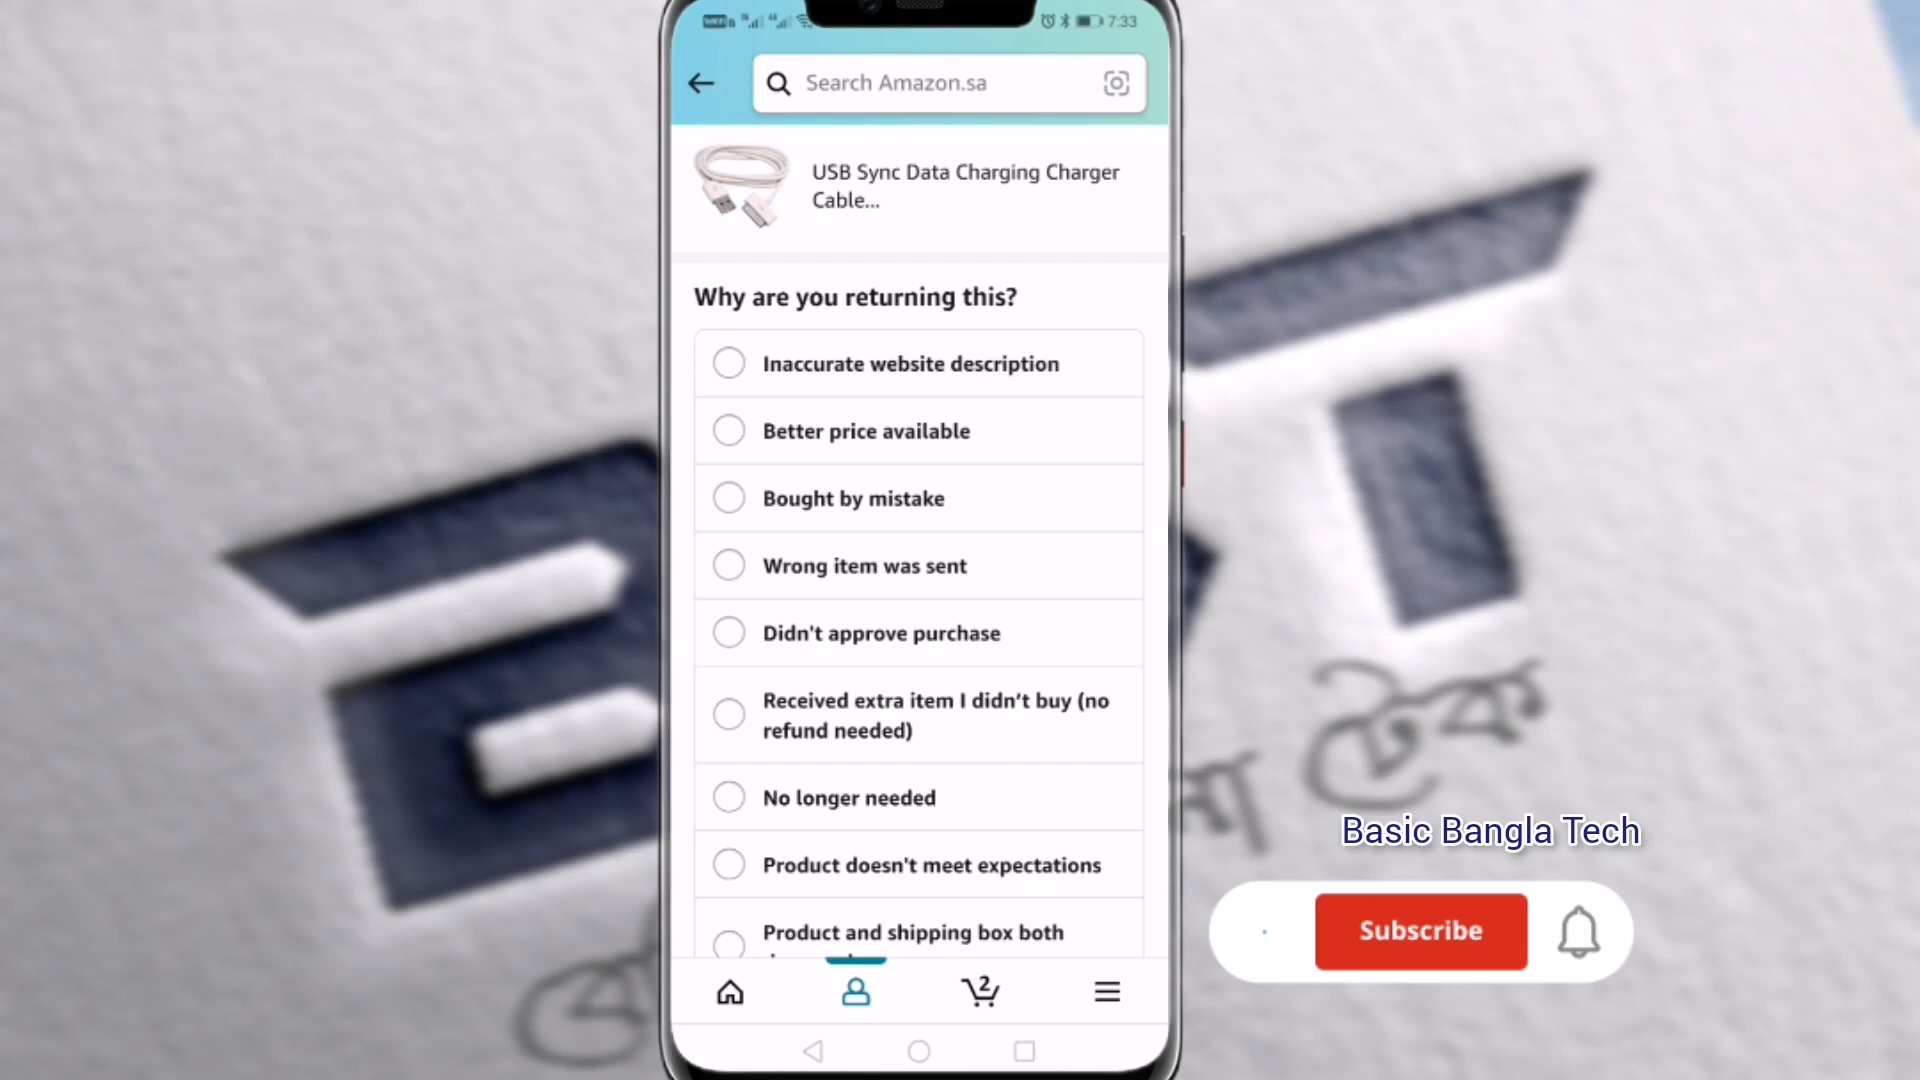 7:33
Search Amazon.sa
USB Sync Data Charging Charger
Cable...
Why are you returning this?
Inaccurate website description
Better price available
Bought by mistake
Wrong item was sent
Didn't approve purchase
Received extra item I didn’t buy (no
refund needed)
No longer needed
Product doesn't meet expectations
Product and shipping box both
2
টেক
Basic Bangla Tech
Subscribe